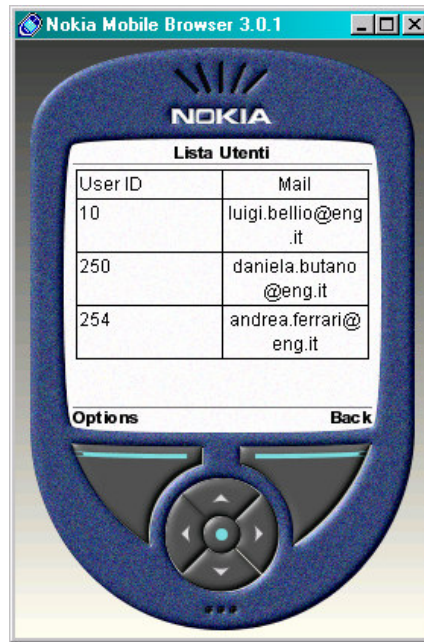 Nokia Mobile Browser 3.0.1
NOKIA
Lista Utenti
User ID Mail
10 luigi.bellio@eng
.it
250 daniela.butano
@eng.it
254 andrea.ferrari@
eng.it
Options Back